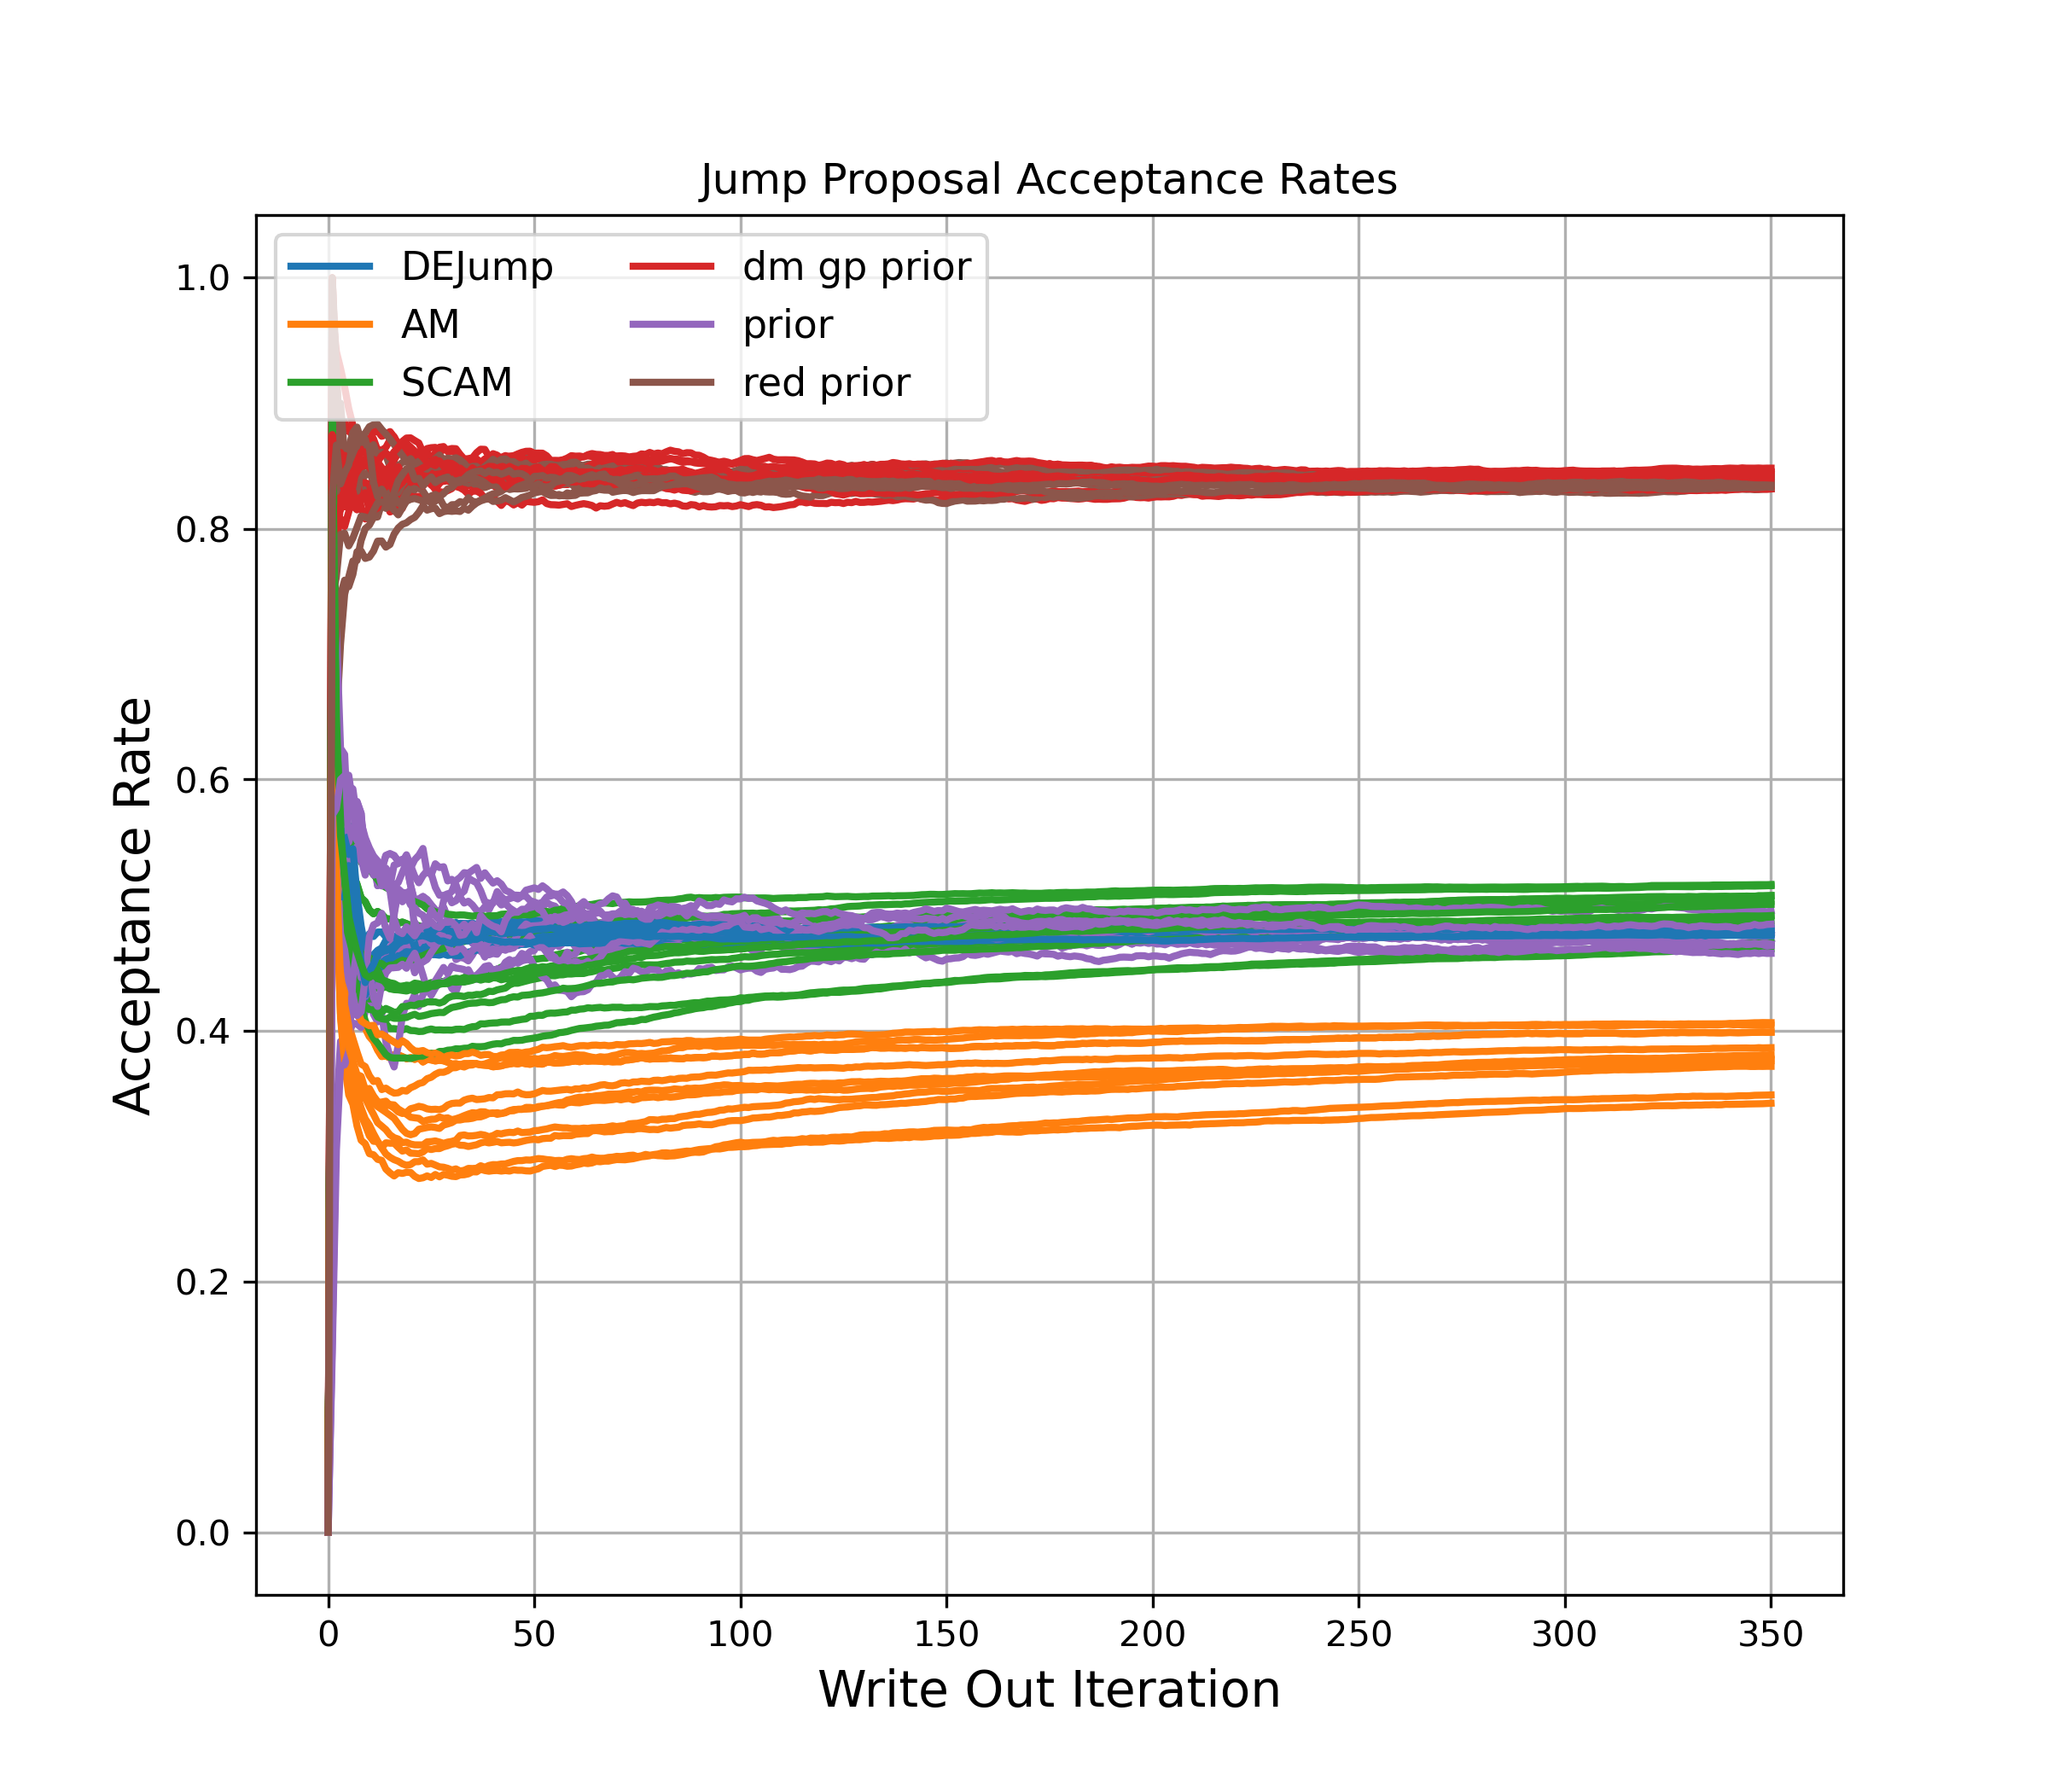 Jump Proposal Acceptance Rates
DEJump
AM
SCAM
dm gp prior
prior
red prior
1.0
0.8
0.6
0.4
0.2
0.0
Acceptance Rate
0 50 100 150 200 250 300 350
Write Out Iteration